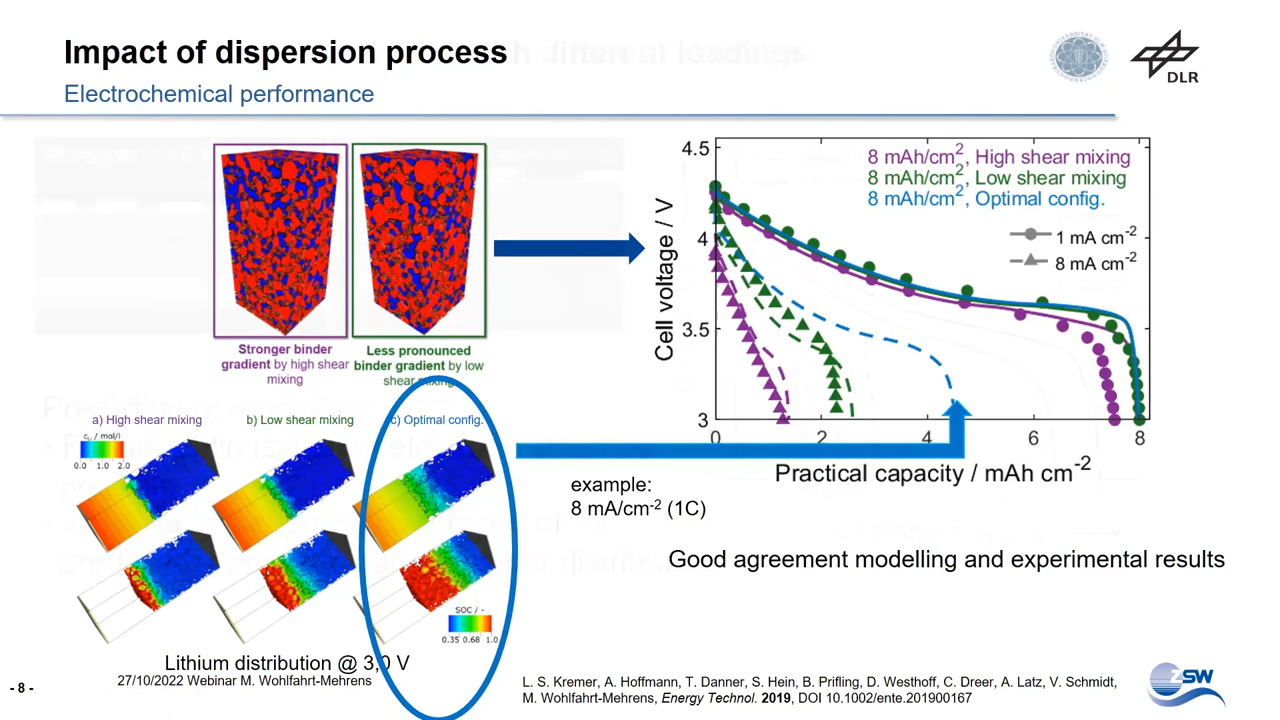 Impact of dispersion process
Electrochemical performance
DLR
Stronger binder
gradient by high shear
mixing
Less pronounced
binder gradient by low
shear mixing
4.5
4
3.5
3
0
2
4
6
8
Cell voltage / V
Practical capacity / mAh cm-2
8 mAh/cm2, High shear mixing
8 mAh/cm2, Low shear mixing
8 mAh/cm2, Optimal config.
1 mA cm-2
8 mA cm-2
a) High shear mixing
b) Low shear mixing
c) Optimal config.
/ mol/l
0.0 1.0 2.0
SOC / -
0.35 0.68 1.0
example:
8 mA/cm-2 (1C)
Good agreement modelling and experimental results
Lithium distribution @ 3,0 V
- 8 -
27/10/2022 Webinar M. Wohlfahrt-Mehrens
L. S. Kremer, A. Hoffmann, T. Danner, S. Hein, B. Prifling, D. Westhoff, C. Dreer, A. Latz, V. Schmidt,
M. Wohlfahrt-Mehrens, Energy Technol. 2019, DOI 10.1002/ente.201900167
ZSW